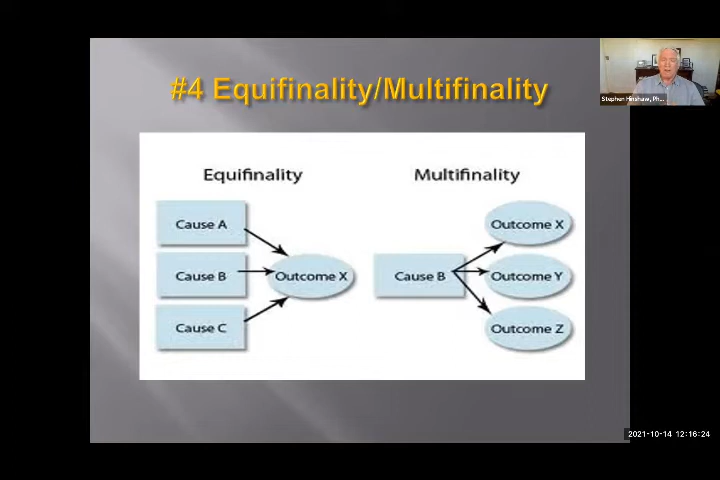 #4 Equifinality/Multifinality
Stephen Hinshaw, Ph...
Equifinality
Multifinality
Cause A
Cause B
Cause C
Outcome X
Cause B
Outcome X
Outcome Y
Outcome Z
2021-10-14 12:16:24